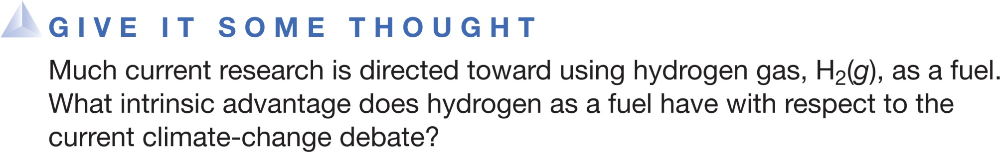 GIVE IT SOME THOUGHT
Much current research is directed toward using hydrogen gas, H₂(g), as a fuel.
What intrinsic advantage does hydrogen as a fuel have with respect to the
current climate-change debate?